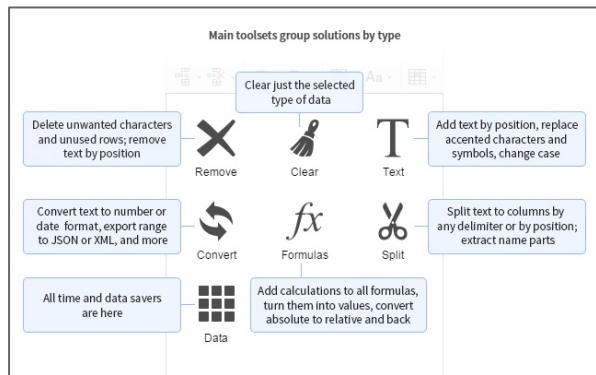 Main toolsets group solutions by type
Aa
Clear just the selected
type of data
Delete unwanted characters
and unused rows; remove
text by position
Add text by position, replace
accented characters and
symbols, change case
T
Remove
Clear
Text
Convert text to number or
date format, export range
to JSON or XML, and more
fx
Split text to columns by
any delimiter or by position;
extract name parts
Convert
Formulas
Split
All time and data savers
are here
Add calculations to all formulas,
turn them into values, convert
absolute to relative and back
Data